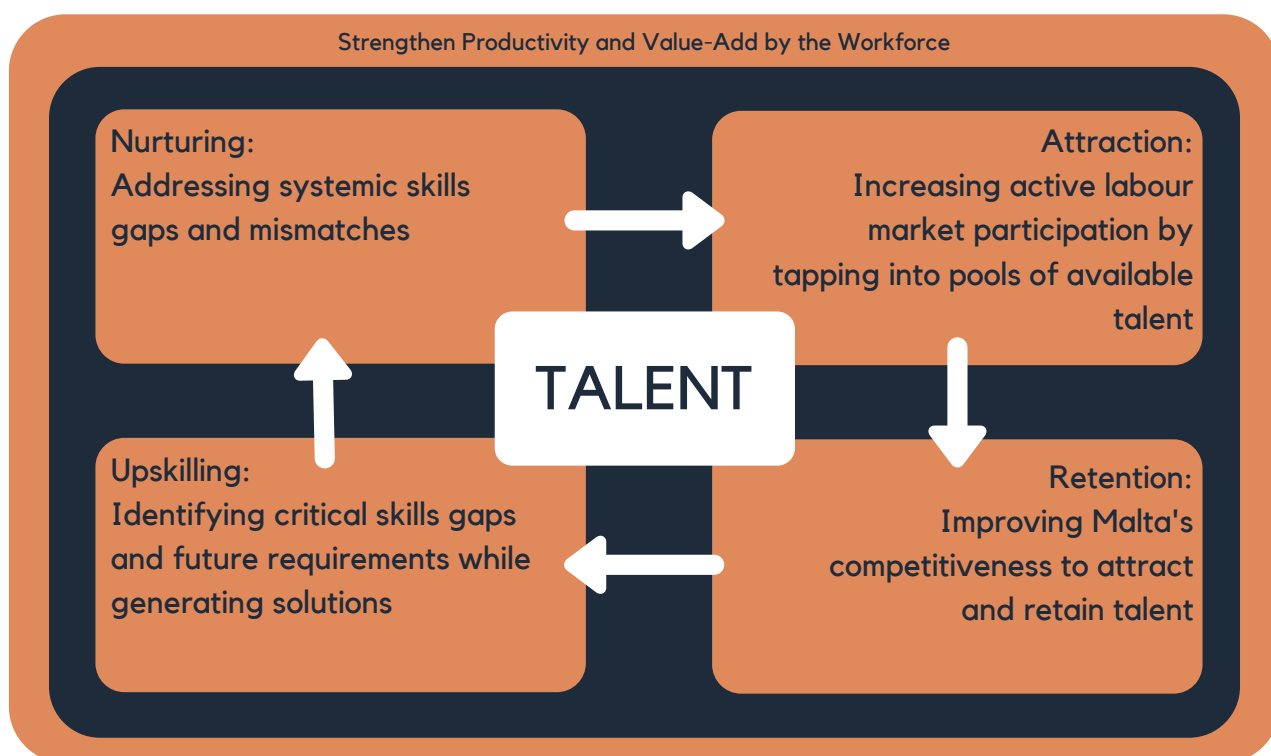 Strengthen Productivity and Value-Add by the Workforce
Nurturing:
Addressing systemic skills
gaps and mismatches
Attraction:
Increasing active labour
market participation by
tapping into pools of available
talent
TALENT
Upskilling:
Identifying critical skills gaps
and future requirements while
generating solutions
Retention:
Improving Malta's
competitiveness to attract
and retain talent